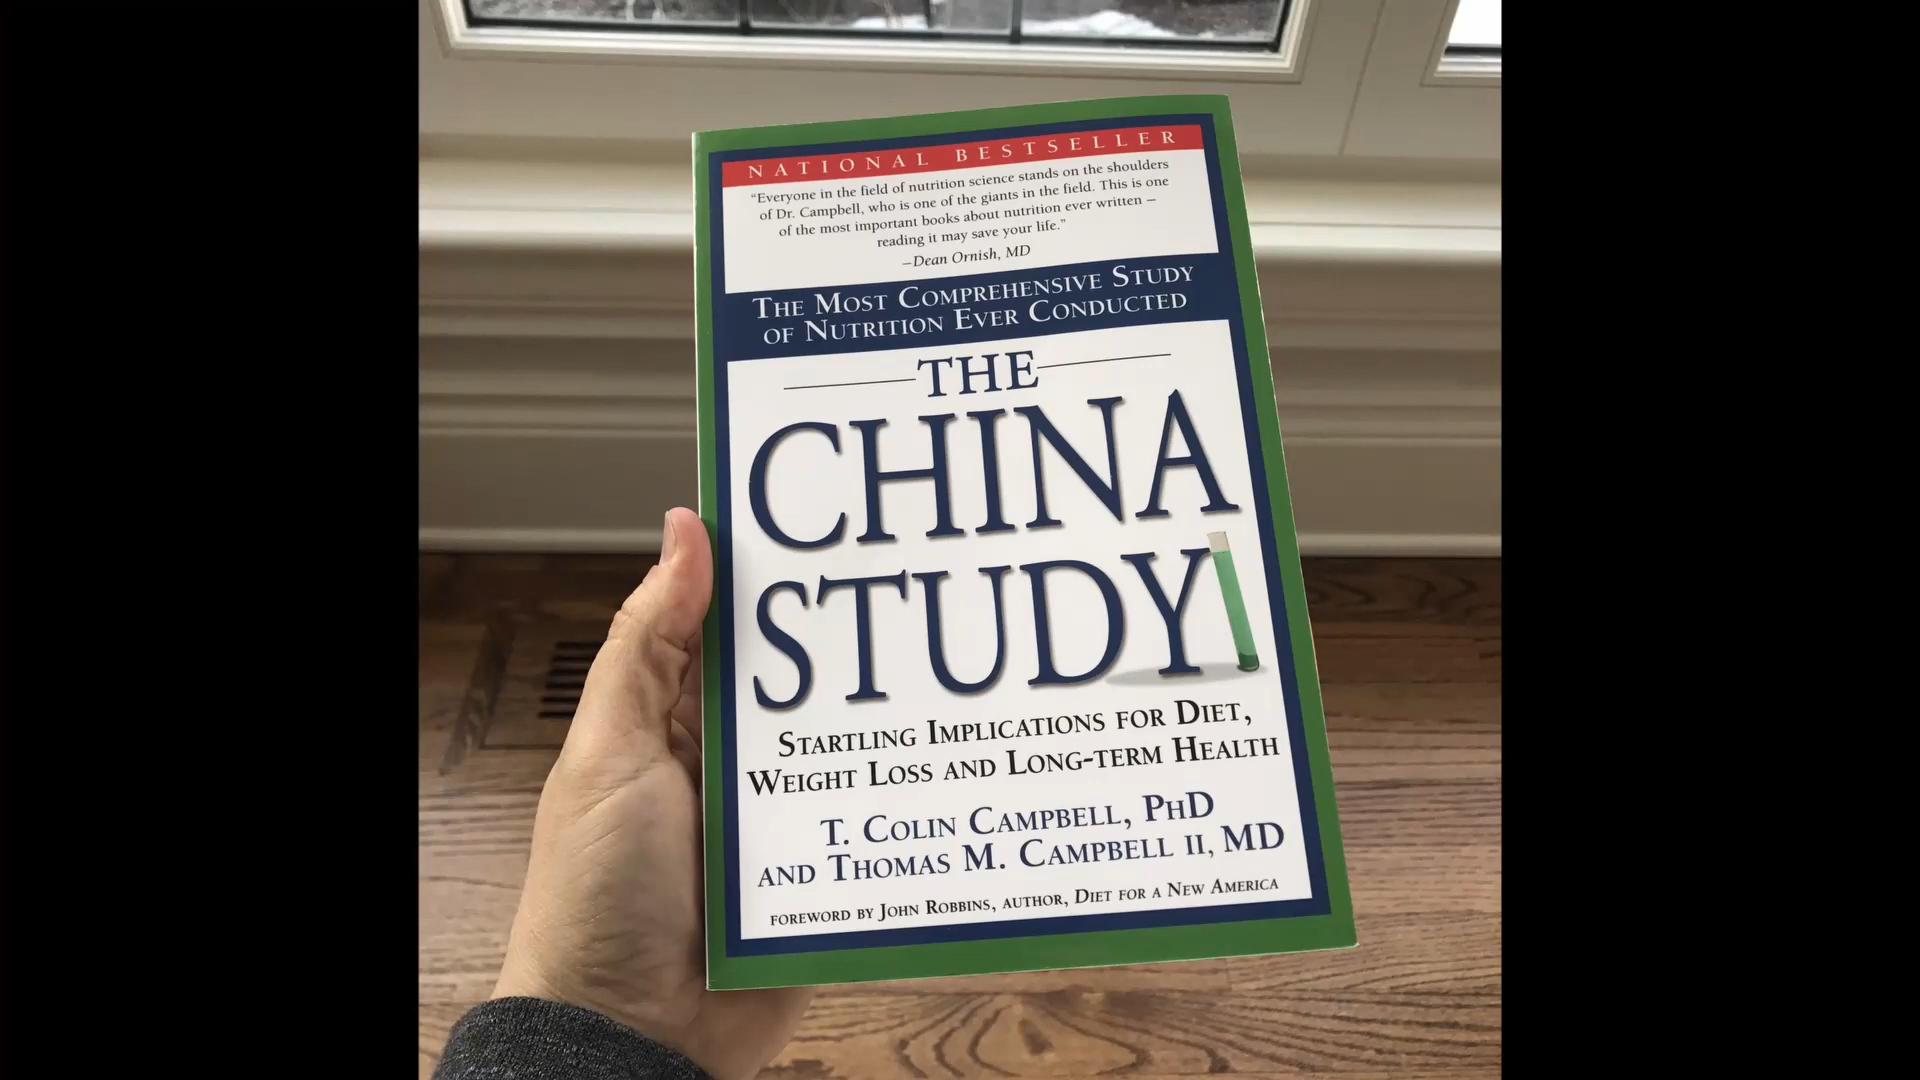 NATIONAL BESTSELLER
“Everyone in the field of nutrition science stands on the shoulders
of Dr. Campbell, who is one of the giants in the field. This is one
of the most important books about nutrition ever written –
reading it may save your life.”
–Dean Ornish, MD
THE MOST COMPREHENSIVE STUDY
OF NUTRITION EVER CONDUCTED
THE
CHINA
STUDY
STARTLING IMPLICATIONS FOR DIET,
WEIGHT LOSS AND LONG-TERM HEALTH
T. COLIN CAMPBELL, PHD
AND THOMAS M. CAMPBELL II, MD
FOREWORD BY JOHN ROBBINS, AUTHOR, DIET FOR A NEW AMERICA